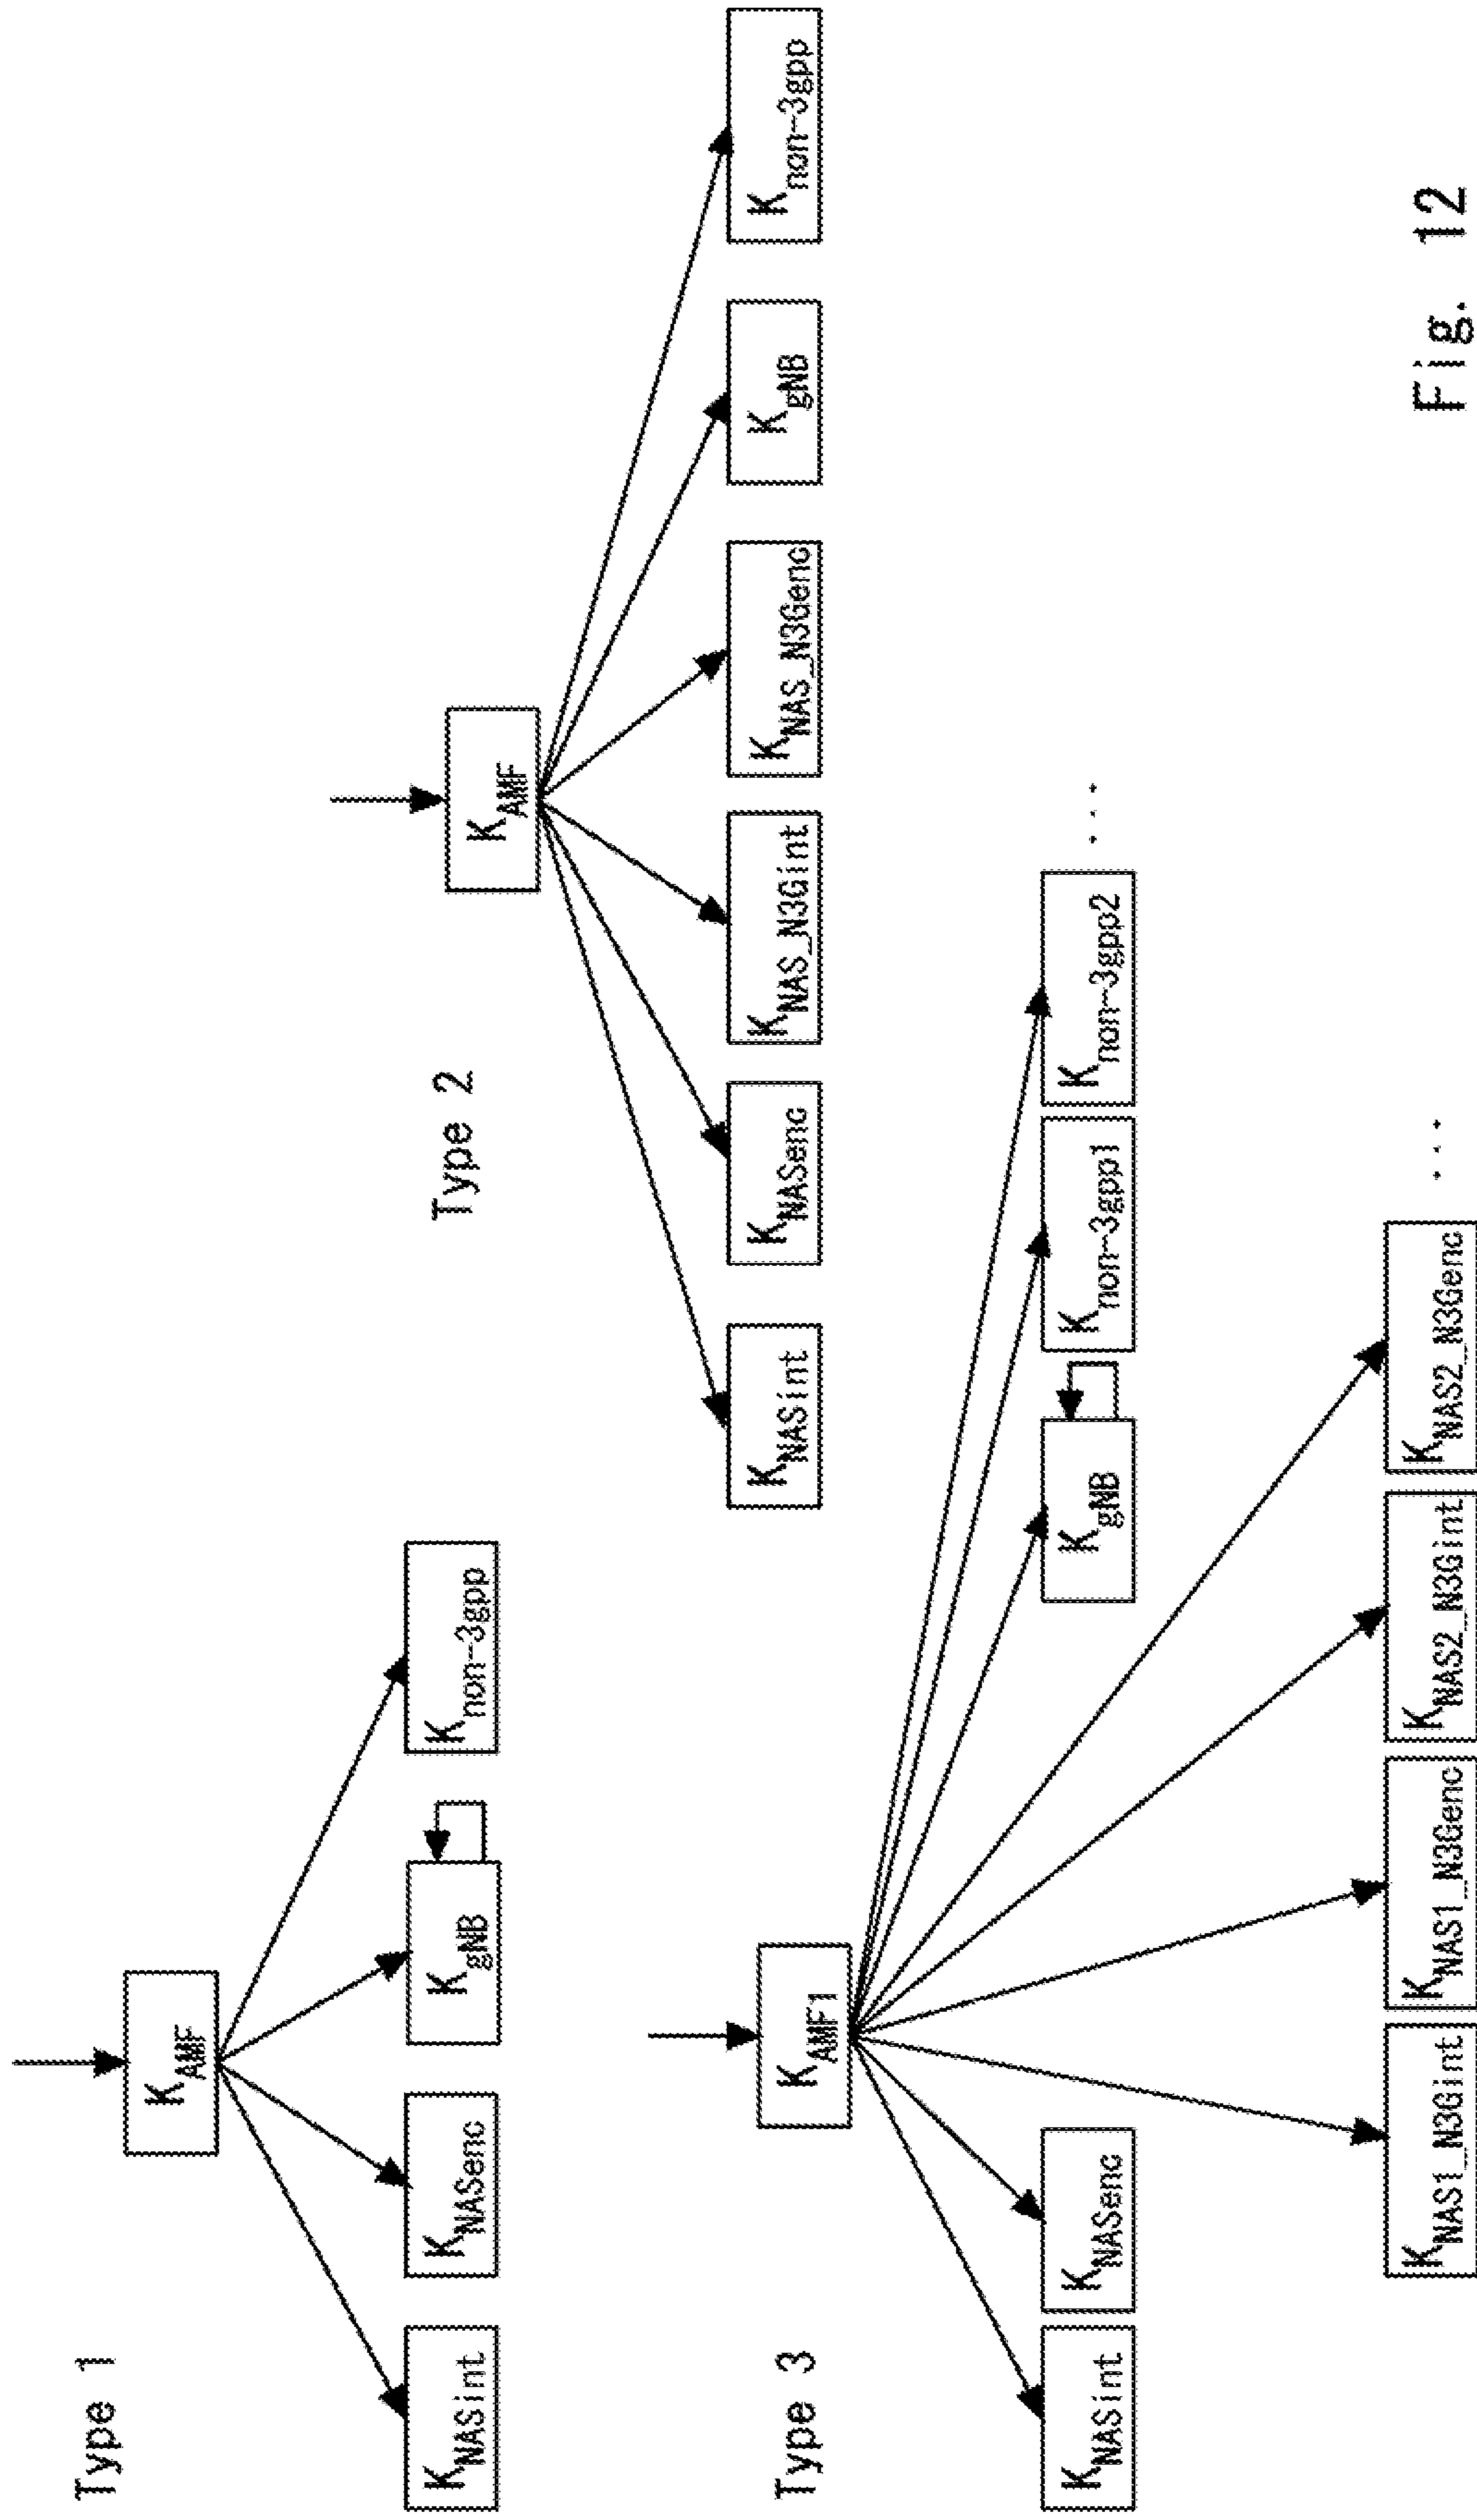 Type 1
K_AMF
K_NASint
K_NASenc
K_gNB
K_non-3gpp
Type 2
K_AMF
K_NASint
K_NASenc
K_NAS_N3Gint
K_NAS_N3Genc
K_gNB
K_non-3gpp
Type 3
K_AMF1
K_NASint
K_NASenc
K_gNB
K_non-3gpp1
K_non-3gpp2
...
K_NAS1_N3Gint
K_NAS1_N3Genc
K_NAS2_N3Gint
K_NAS2_N3Genc
...
Fig. 12